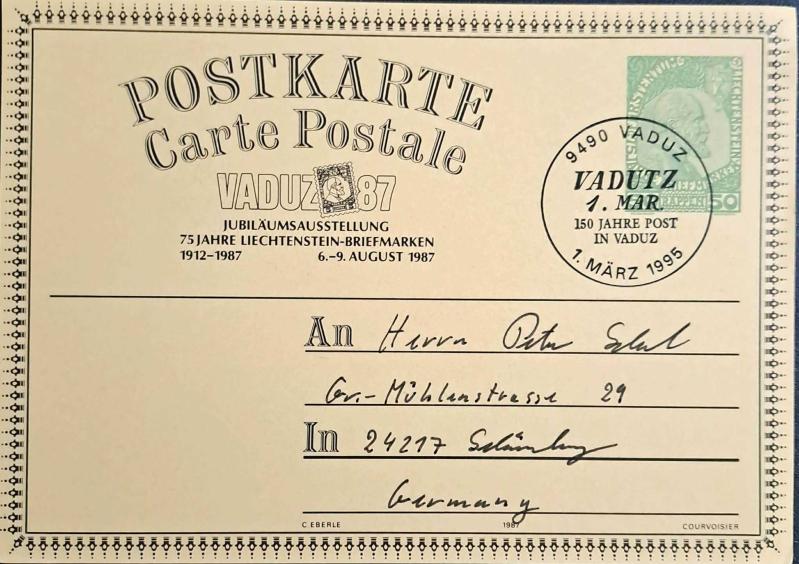 POSTKARTE
Carte Postale
VADUZ 87
JUBILÄUMSAUSSTELLUNG
75 JAHRE LIECHTENSTEIN-BRIEFMARKEN
1912–1987 6.–9. AUGUST 1987
50
RAPPEN
9490 VADUZ
VADUTZ
1. MAR.
150 JAHRE POST
IN VADUZ
1. MÄRZ 1995
An Herrn Peter
Gr.-Mühlenstrasse 29
In 24217 Schönberg
Germany
C EBERLE 1987 COURVOISIER